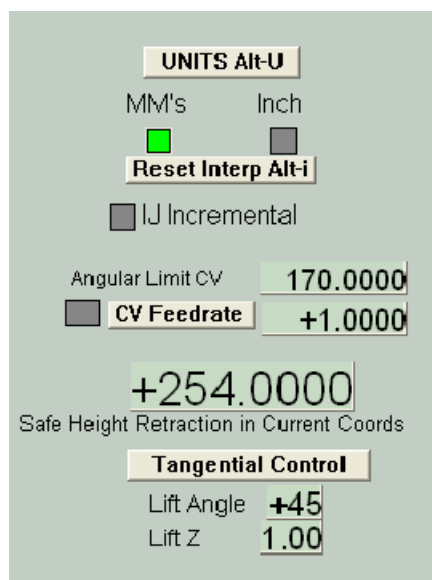 UNITS Alt-U
MM's Inch
Reset Interp Alt-i
IJ Incremental
Angular Limit CV 170.0000
CV Feedrate +1.0000
+254.0000
Safe Height Retraction in Current Coords
Tangential Control
Lift Angle +45
Lift Z 1.00